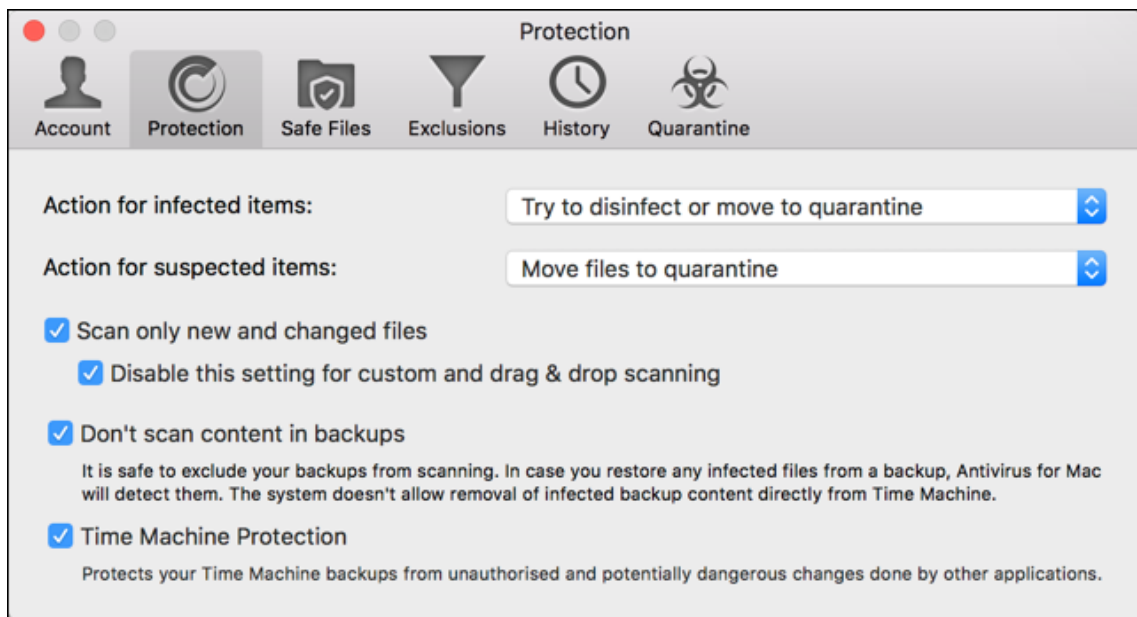 Protection
Account Protection Safe Files Exclusions History Quarantine
Action for infected items: Try to disinfect or move to quarantine
Action for suspected items: Move files to quarantine
Scan only new and changed files
Disable this setting for custom and drag & drop scanning
Don't scan content in backups
It is safe to exclude your backups from scanning. In case you restore any infected files from a backup, Antivirus for Mac
will detect them. The system doesn't allow removal of infected backup content directly from Time Machine.
Time Machine Protection
Protects your Time Machine backups from unauthorised and potentially dangerous changes done by other applications.